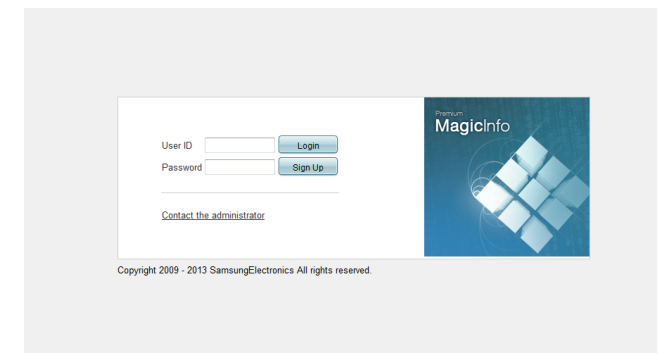 Premium
MagicInfo
User ID
Login
Password
Sign Up
Contact the administrator
Copyright 2009 - 2013 SamsungElectronics All rights reserved.